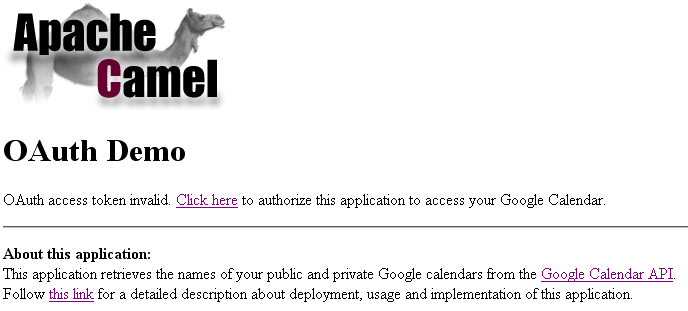 Apache
Camel
OAuth Demo
OAuth access token invalid. Click here to authorize this application to access your Google Calendar.
About this application:
This application retrieves the names of your public and private Google calendars from the Google Calendar API.
Follow this link for a detailed description about deployment, usage and implementation of this application.